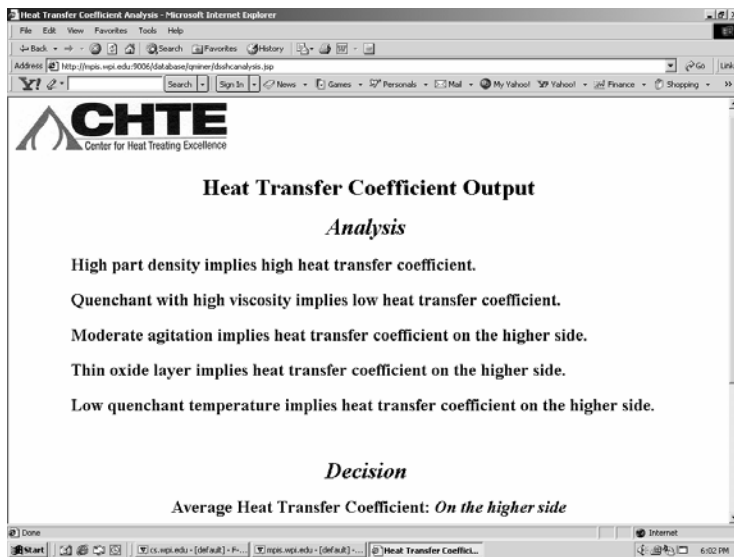 Heat Transfer Coefficient Analysis - Microsoft Internet Explorer
File Edit View Favorites Tools Help
Back Search Favorites History
Address http://mpis.wpi.edu:9006/database/qminer/dsshcanalysis.jsp Go Link
Y! Search Sign In News Games Personals Mail My Yahoo! Yahoo! Finance Shopping »
CHTE
Center for Heat Treating Excellence
Heat Transfer Coefficient Output
Analysis
High part density implies high heat transfer coefficient.
Quenchant with high viscosity implies low heat transfer coefficient.
Moderate agitation implies heat transfer coefficient on the higher side.
Thin oxide layer implies heat transfer coefficient on the higher side.
Low quenchant temperature implies heat transfer coefficient on the higher side.
Decision
Average Heat Transfer Coefficient: On the higher side
Done Internet
Start cs.wpi.edu - [default] - F-... mpis.wpi.edu - [default] -... Heat Transfer Coeffici... 6:02 PM